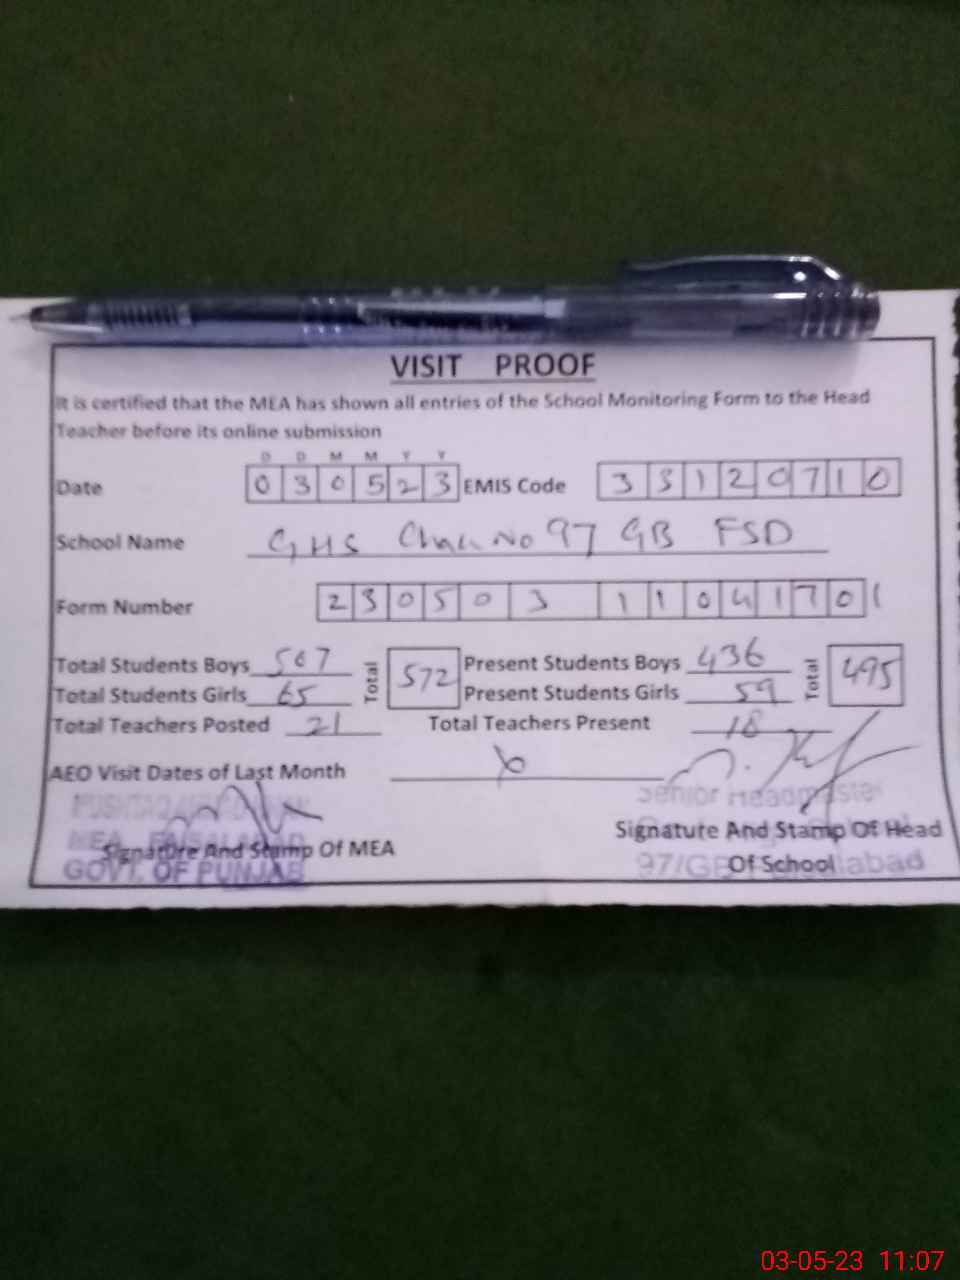 VISIT PROOF
It is certified that the MEA has shown all entries of the School Monitoring Form to the Head
Teacher before its online submission
D D M M Y Y
Date 0 3 0 5 2 3 EMIS Code 3 3 1 2 0 7 1 0
School Name GHS Chak No 97 GB FSD
Form Number 2 3 0 5 0 3 1 1 0 4 1 7 0 1
Total Students Boys 507 Total 572 Present Students Boys 436 Total 495
Total Students Girls 65 Present Students Girls 59
Total Teachers Posted 21 Total Teachers Present 18
AEO Visit Dates of Last Month
Senior Headmaster
MEA, FAISALABAD
Signature And Stamp Of MEA
Signature And Stamp Of Head
Of School
GOVT. OF PUNJAB
97/GB
03-05-23 11:07